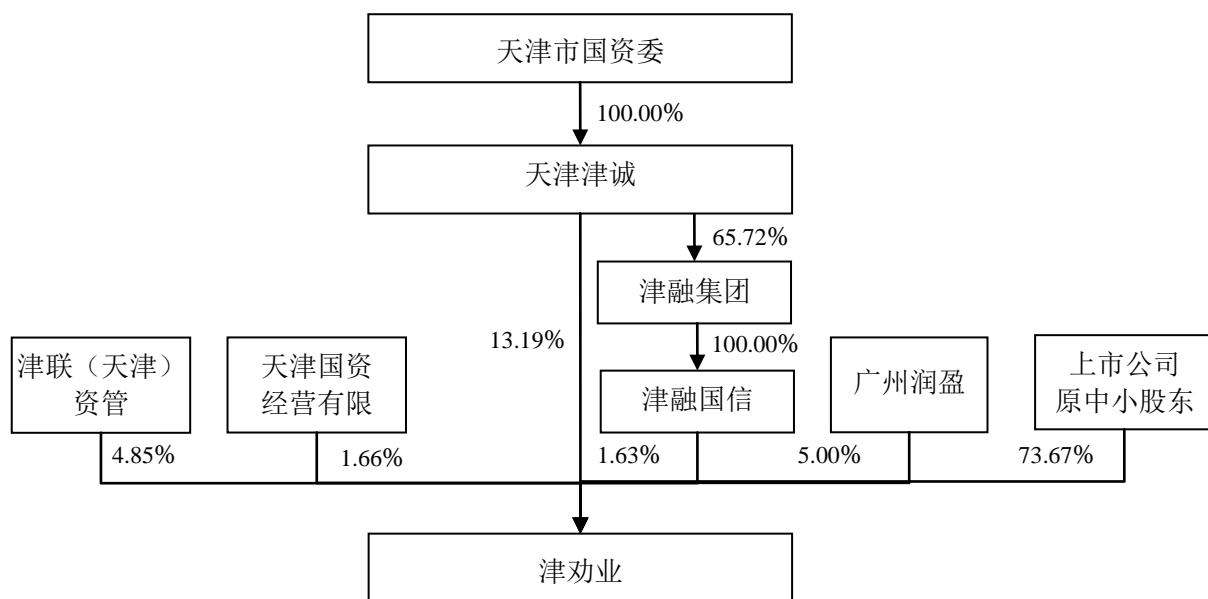 天津市国资委
100.00%
天津津诚
65.72%
津融集团
13.19%
100.00%
津联（天津）
资管
天津国资
经营有限
津融国信
广州润盈
上市公司
原中小股东
4.85%
1.66%
1.63%
5.00%
73.67%
津劝业